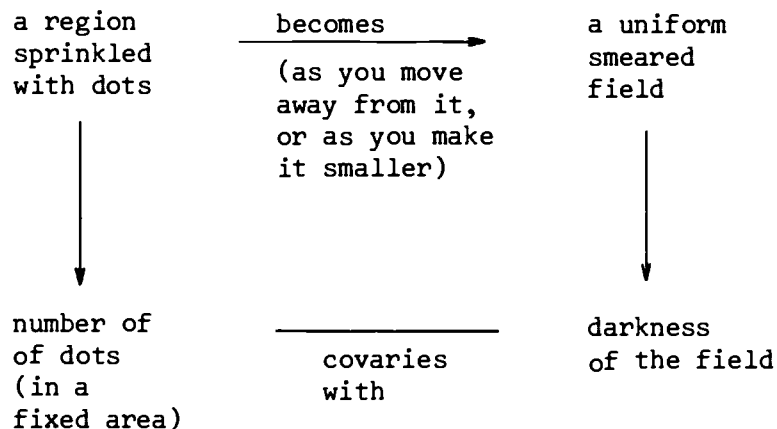 a region
sprinkled
with dots
becomes
(as you move
away from it,
or as you make
it smaller)
a uniform
smeared
field
number of
of dots
(in a
fixed area)
covaries
with
darkness
of the field